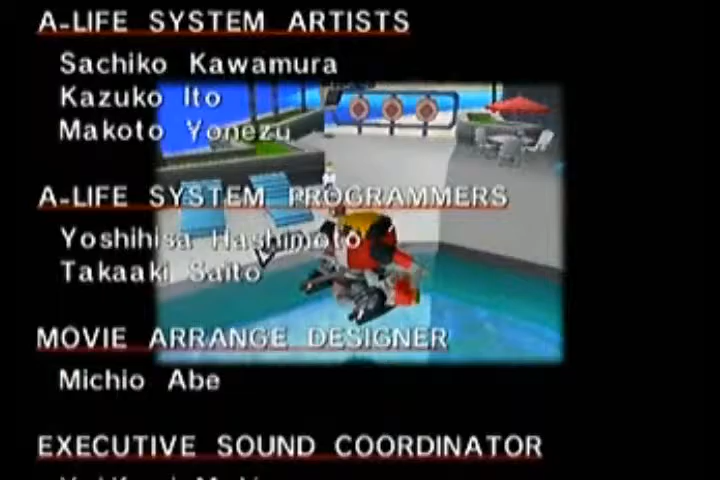 A-LIFE SYSTEM ARTISTS
Sachiko Kawamura
Kazuko Ito
Makoto Yonezu
A-LIFE SYSTEM PROGRAMMERS
Yoshihisa Hashimoto
Takaaki Saito
MOVIE ARRANGE DESIGNER
Michio Abe
EXECUTIVE SOUND COORDINATOR